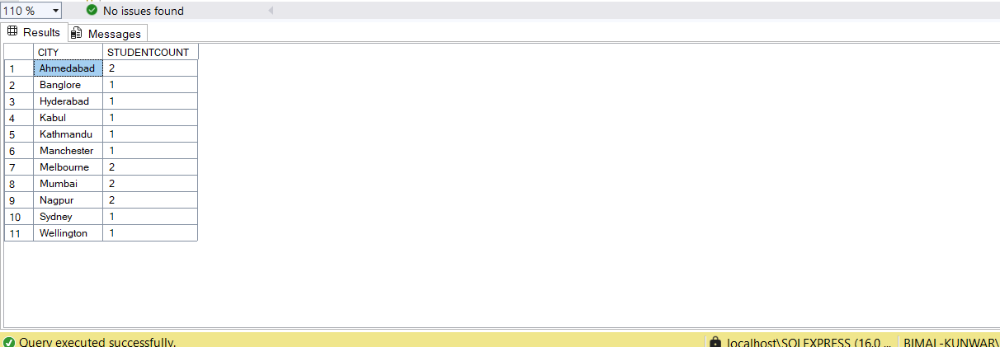 110 % No issues found
Results Messages
CITY STUDENTCOUNT
1 Ahmedabad 2
2 Banglore 1
3 Hyderabad 1
4 Kabul 1
5 Kathmandu 1
6 Manchester 1
7 Melbourne 2
8 Mumbai 2
9 Nagpur 2
10 Sydney 1
11 Wellington 1
Query executed successfully. localhost\SQLEXPRESS (16.0 ... BIMAL-KUNWAR\